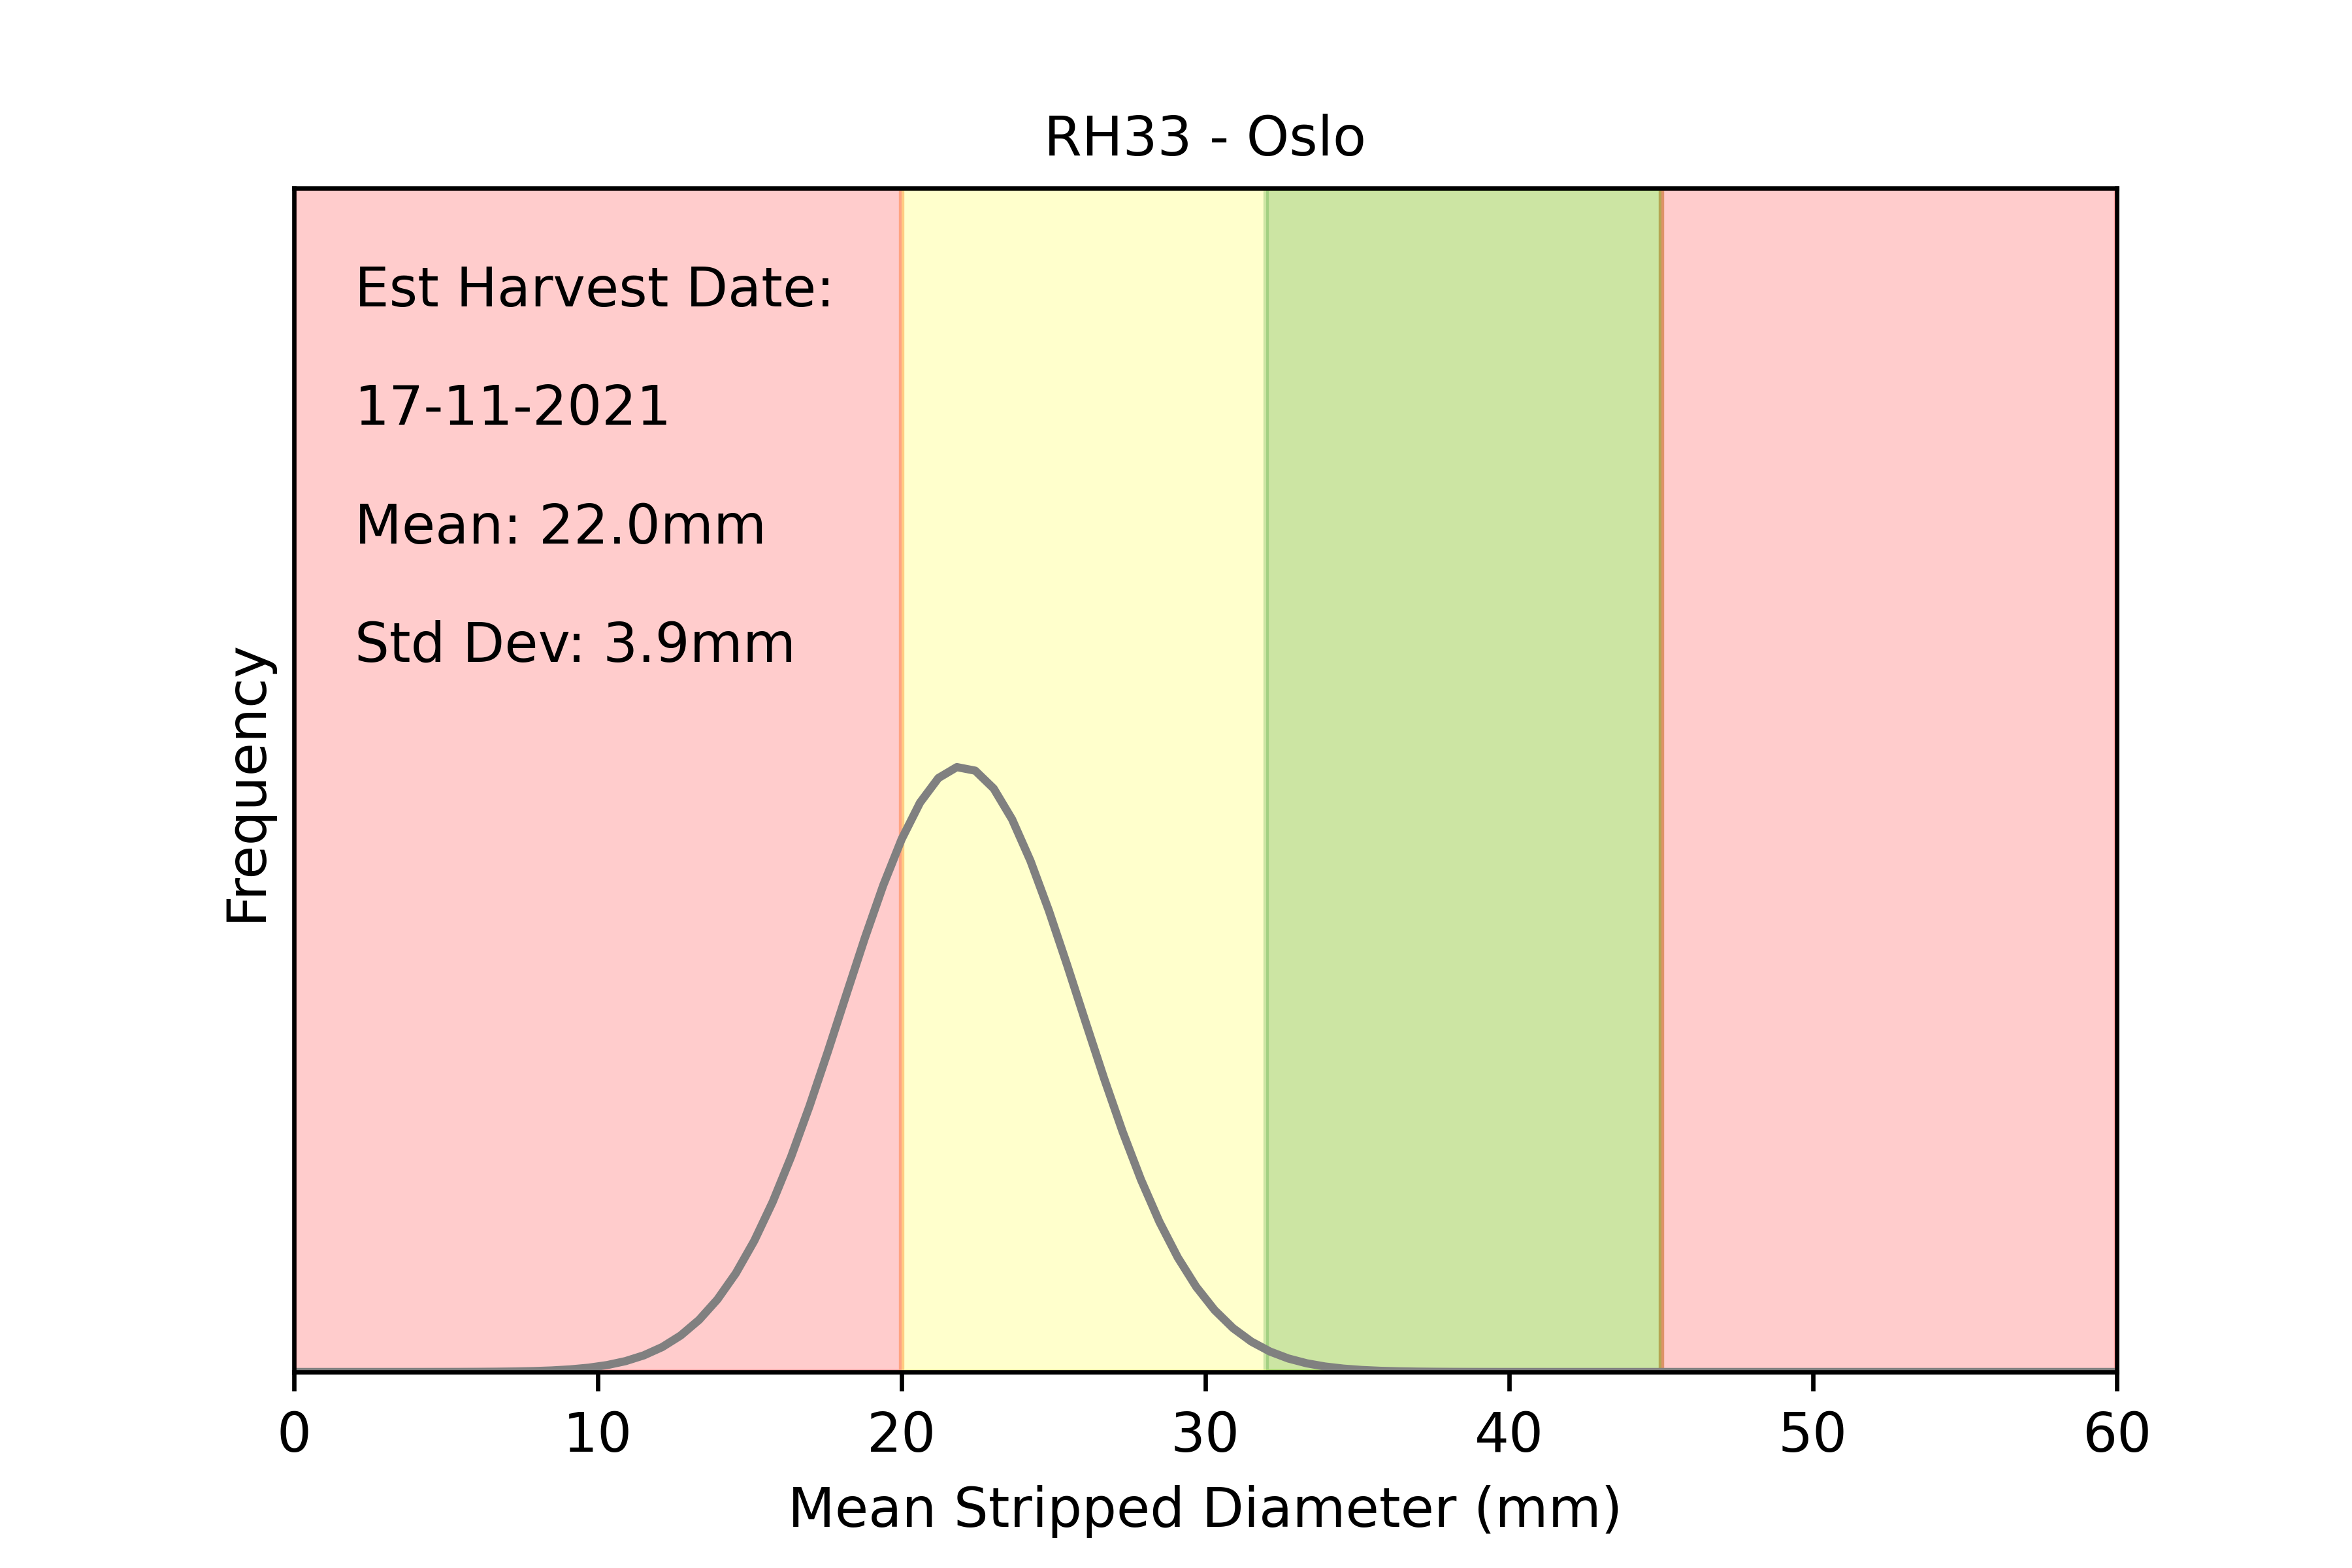 RH33 - Oslo
Est Harvest Date:
17-11-2021
Mean: 22.0mm
Std Dev: 3.9mm
Frequency
0 10 20 30 40 50 60
Mean Stripped Diameter (mm)